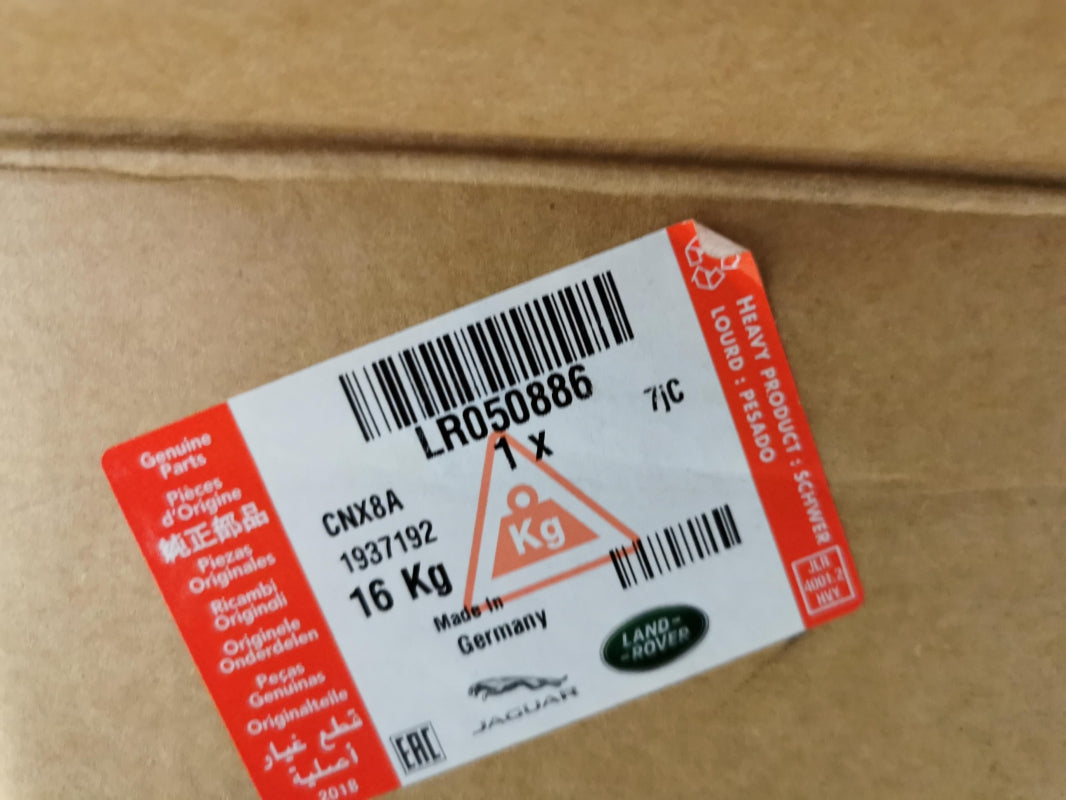 Genuine
Parts
Pièces
d'Origine
純正部品
Piezas
Originales
Ricambi
Originali
Originele
Onderdelen
Peças
Genuinas
Originalteile
قطع غيار
أصلية
2018
LR050886
1 x
7jC
CNX8A
1937192
16 Kg
Kg
Made in
Germany
JAGUAR
LAND-
-ROVER
EAC
HEAVY PRODUCT : SCHWER
LOURD : PESADO
JLR
4001.2
HVY